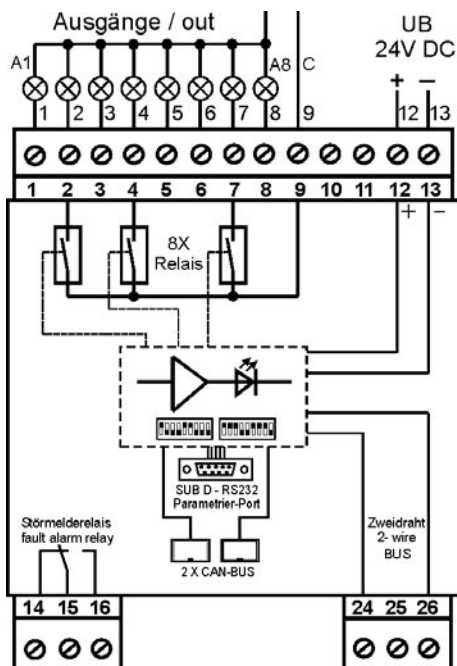 Ausgänge / out
UB
24V DC
A1 A8 C + −
1 2 3 4 5 6 7 8 9 12 13
1 2 3 4 5 6 7 8 9 10 11 12 13
+ −
8X
Relais
SUB D - RS232
Parametrier-Port
Störmelderelais
fault alarm relay
Zweidraht
2- wire
BUS
2 X CAN-BUS
14 15 16 24 25 26